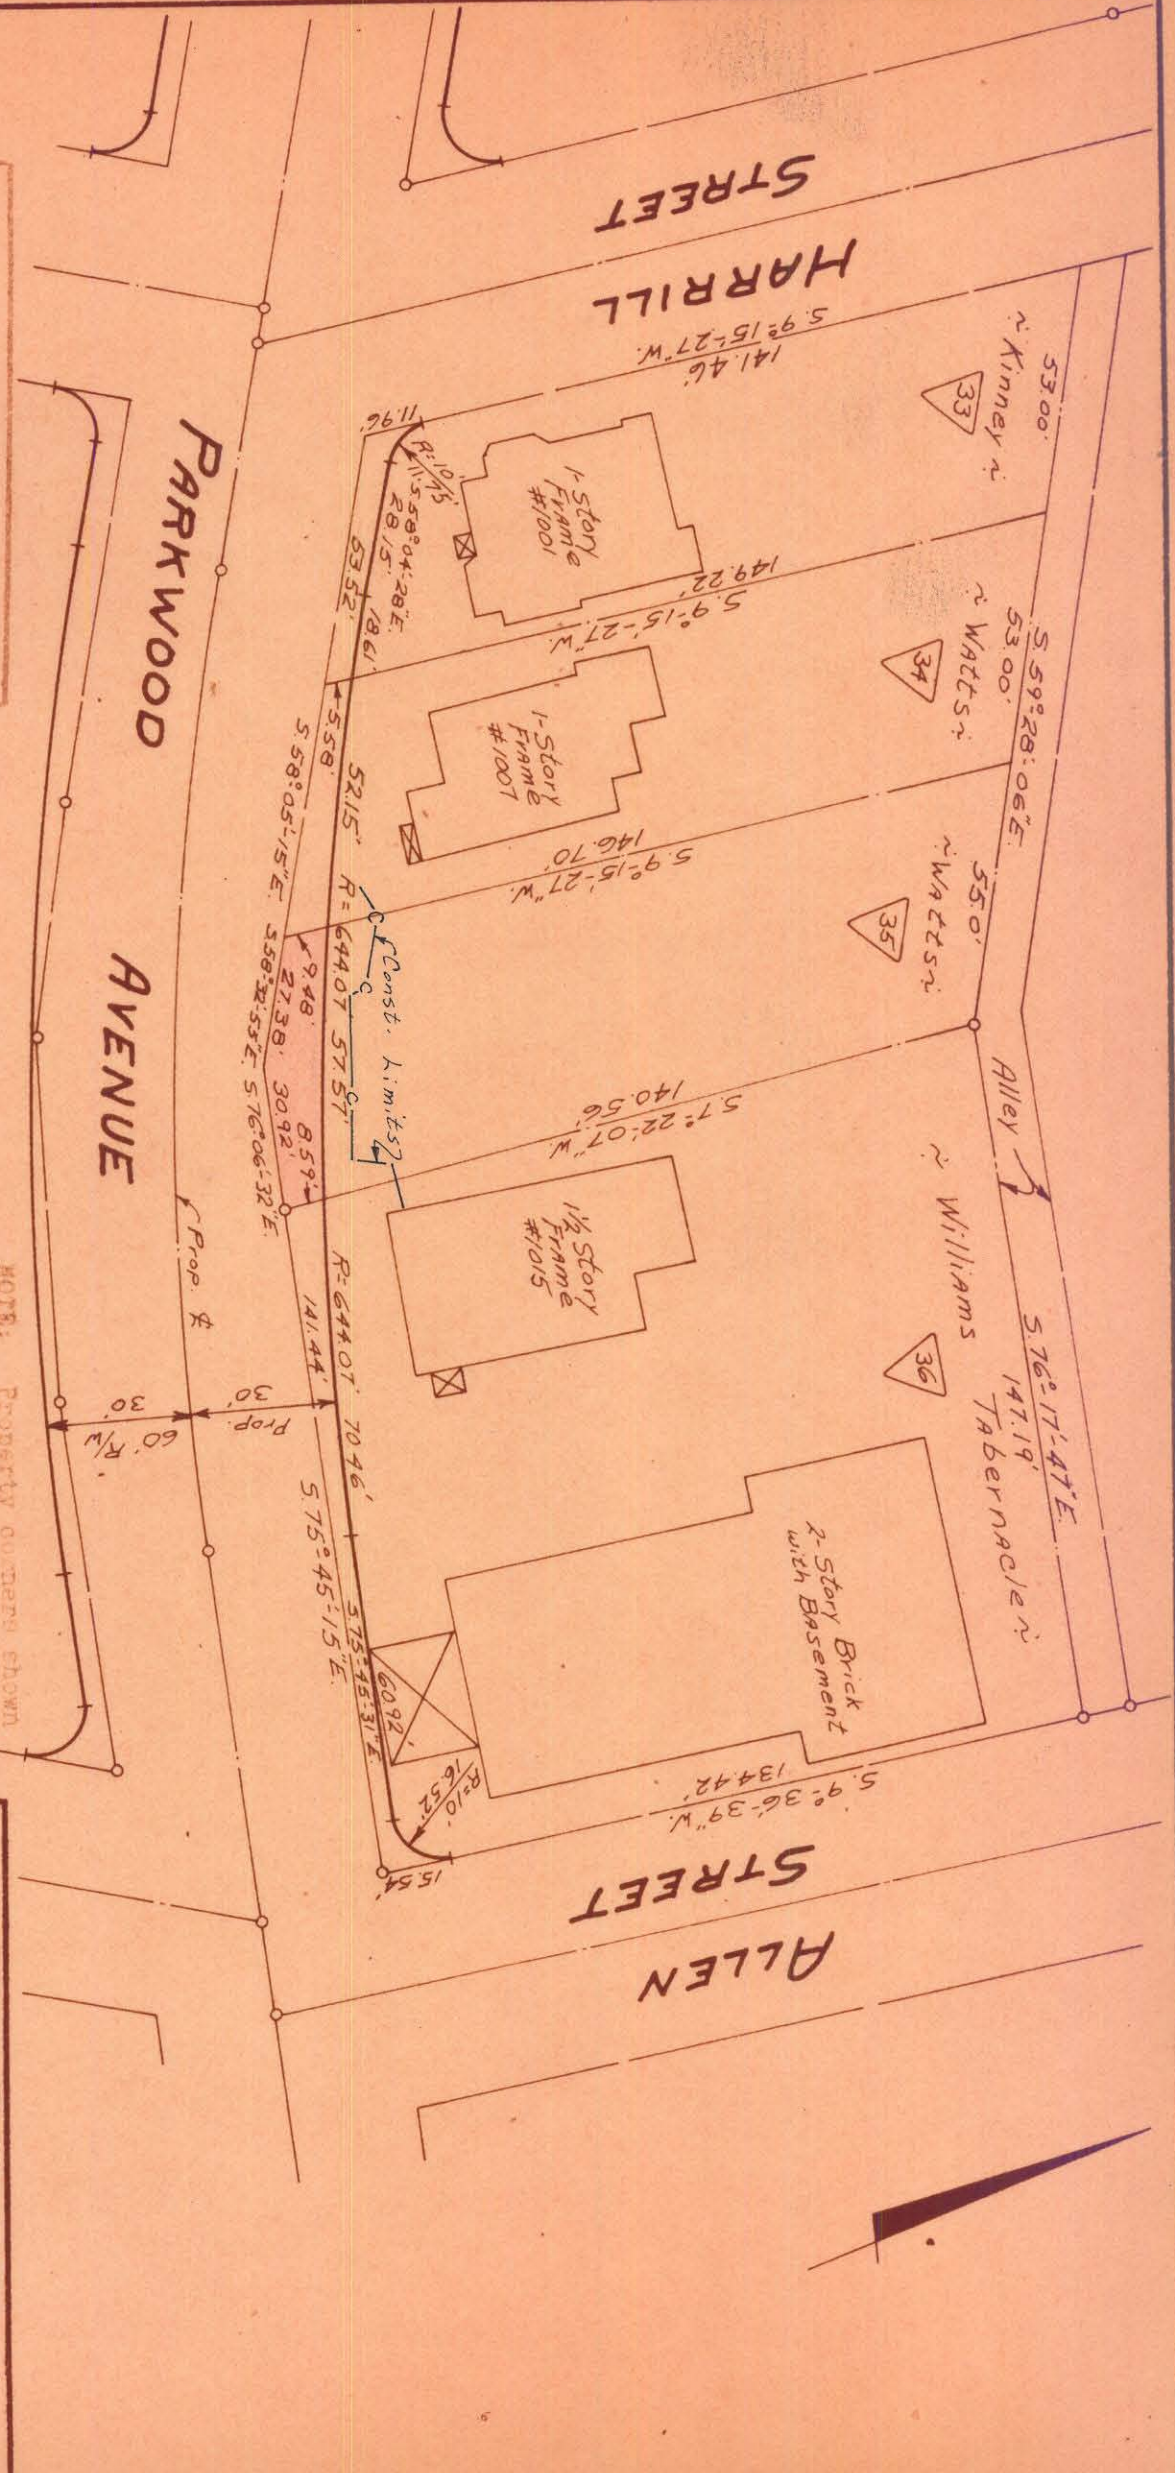 HARRILL
STREET
S.9°-15'-27"W.
141.46'
~ Kinney ~
53.00'
33
1-Story
Frame
#1001
11.96'
R=10'
11.55
S.58°-04'-28"E.
28.15'
18.61'
53.52'
S.9°-15'-27"W.
149.22'
~ Watts ~
53.00'
S.59°-28'-06"E.
34
1-Story
Frame
#1007
5.58'
52.15'
S.58°-05'-15"E.
S.9°-15'-27"W.
146.70'
~ Watts ~
55.0'
35
Const. Limits
C
C
C
R=644.07' 57.57'
9.48'
27.38'
30.92'
8.59'
S.76°-06'-32"E.
S.7°-22'-07"W.
140.56'
Alley
~ Williams Tabernacle ~
S.76°-17'-47"E.
147.19'
36
1½ Story
Frame
#1015
R=644.07' 70.46'
141.44'
S.75°-45'-15"E.
S.75°-45'-31"E.
60.92'
2-Story Brick
with Basement
R=10'
16.52'
15.54'
S.9°-36'-39"W.
134.42'
ALLEN
STREET
PARKWOOD AVENUE
Prop. ℄
30'
Prop.
30'
60' R/W
NOTE: Property owners shown